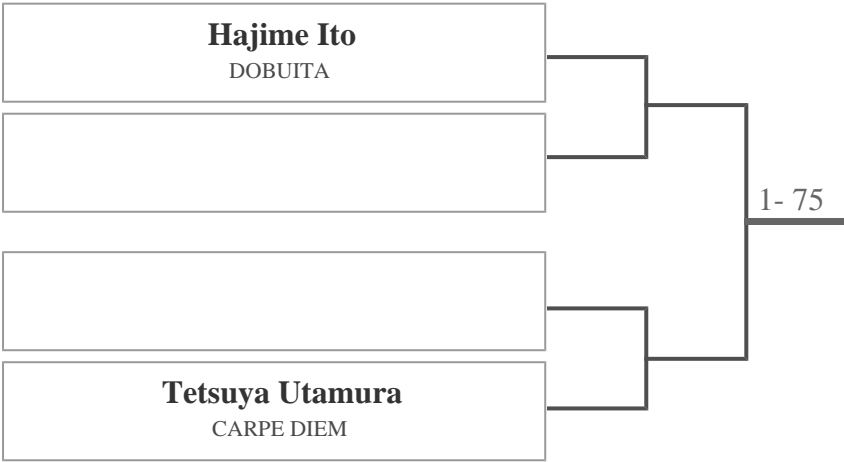 Hajime Ito
DOBUITA
1- 75
Tetsuya Utamura
CARPE DIEM